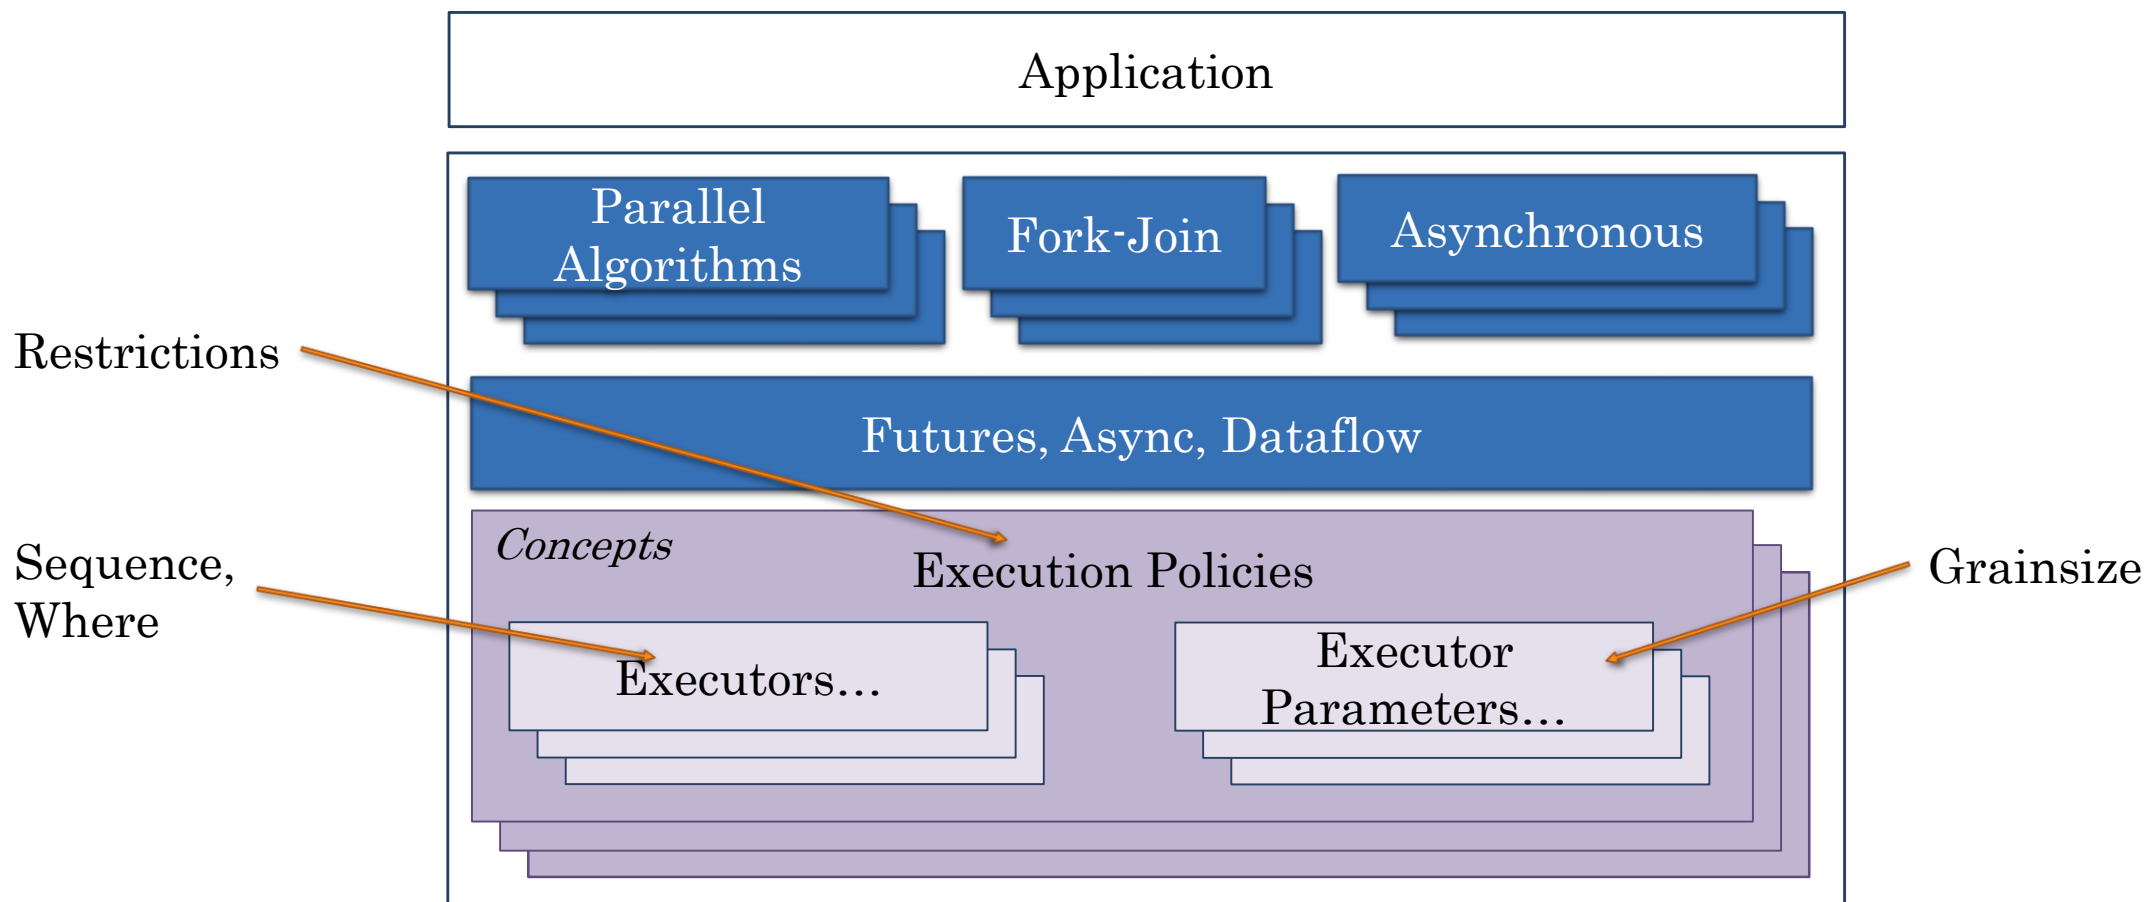 Application
Parallel
Algorithms
Fork-Join
Asynchronous
Restrictions
Futures, Async, Dataflow
Concepts
Execution Policies
Sequence,
Where
Grainsize
Executors...
Executor
Parameters...